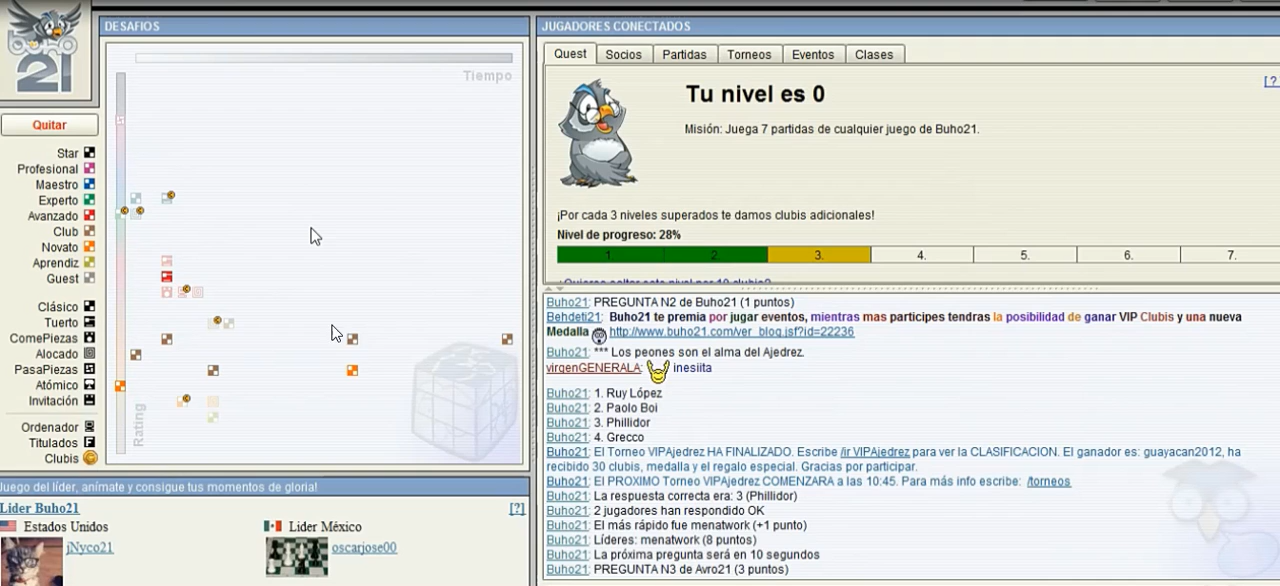 buho
21
Quitar
Star
Profesional
Maestro
Experto
Avanzado
Club
Novato
Aprendiz
Guest
Clásico
Tuerto
ComePiezas
Alocado
PasaPiezas
Atómico
Invitación
Ordenador
Titulados
Clubis
DESAFIOS
Tiempo
Rating
Juego del líder, anímate y consigue tus momentos de gloria!
Lider Buho21 [?]
Estados Unidos
jNyco21
Lider México
oscarjose00
JUGADORES CONECTADOS
Quest Socios Partidas Torneos Eventos Clases
[?
Tu nivel es 0
Misión: Juega 7 partidas de cualquier juego de Buho21.
¡Por cada 3 niveles superados te damos clubis adicionales!
Nivel de progreso: 28%
1. 2. 3. 4. 5. 6. 7.
¿Quieres saltar este nivel por 10 clubis?
Buho21: PREGUNTA N2 de Buho21 (1 puntos)
Behdeti21: Buho21 te premia por jugar eventos, mientras mas participes tendras la posibilidad de ganar VIP Clubis y una nueva
Medalla http://www.buho21.com/ver_blog.jsf?id=22236
Buho21: *** Los peones son el alma del Ajedrez.
virgenGENERALA: inesiita
Buho21: 1. Ruy López
Buho21: 2. Paolo Boi
Buho21: 3. Phillidor
Buho21: 4. Grecco
Buho21: El Torneo VIPAjedrez HA FINALIZADO. Escribe /ir VIPAjedrez para ver la CLASIFICACION. El ganador es: guayacan2012, ha
recibido 30 clubis, medalla y el regalo especial. Gracias por participar.
Buho21: El PROXIMO Torneo VIPAjedrez COMENZARA a las 10:45. Para más info escribe: /torneos
Buho21: La respuesta correcta era: 3 (Phillidor)
Buho21: 2 jugadores han respondido OK
Buho21: El más rápido fue menatwork (+1 punto)
Buho21: Líderes: menatwork (8 puntos)
Buho21: La próxima pregunta será en 10 segundos
Buho21: PREGUNTA N3 de Avro21 (3 puntos)